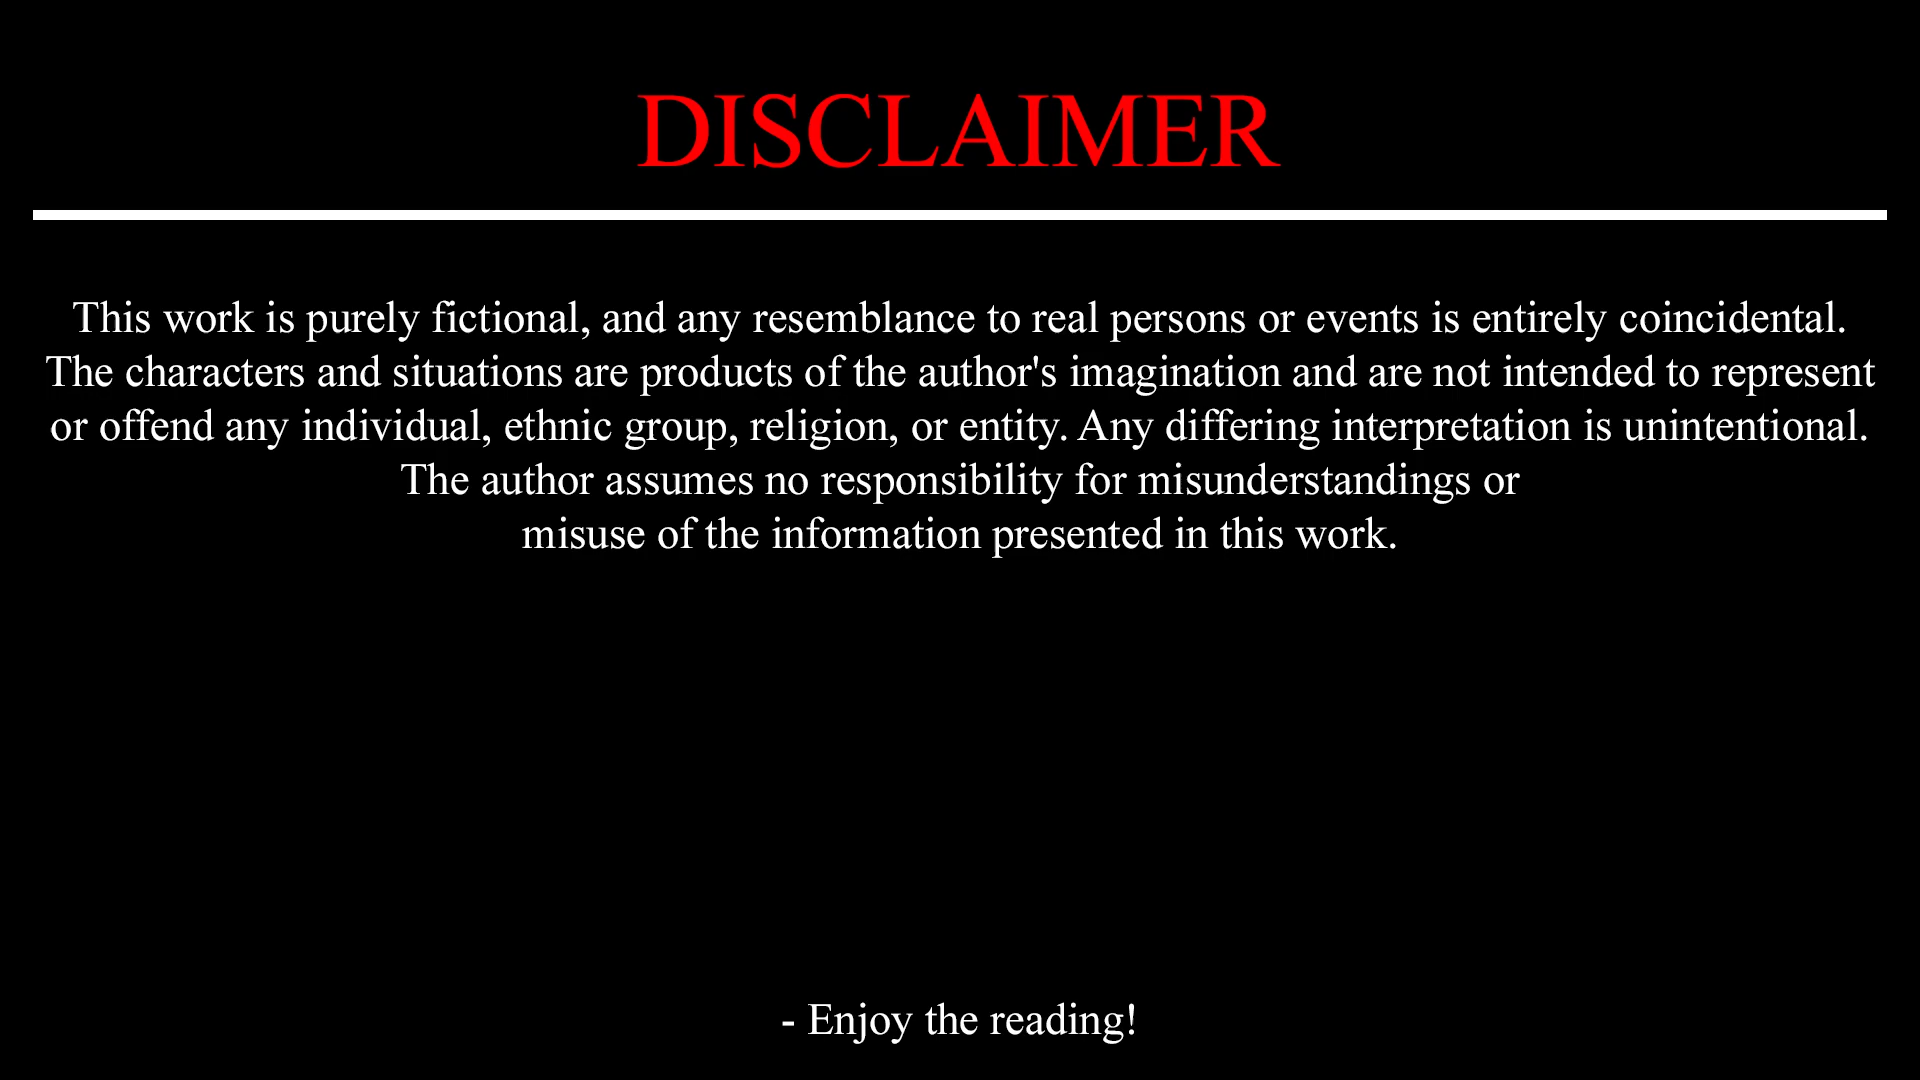 DISCLAIMER
This work is purely fictional, and any resemblance to real persons or events is entirely coincidental.
The characters and situations are products of the author's imagination and are not intended to represent
or offend any individual, ethnic group, religion, or entity. Any differing interpretation is unintentional.
The author assumes no responsibility for misunderstandings or
misuse of the information presented in this work.
- Enjoy the reading!